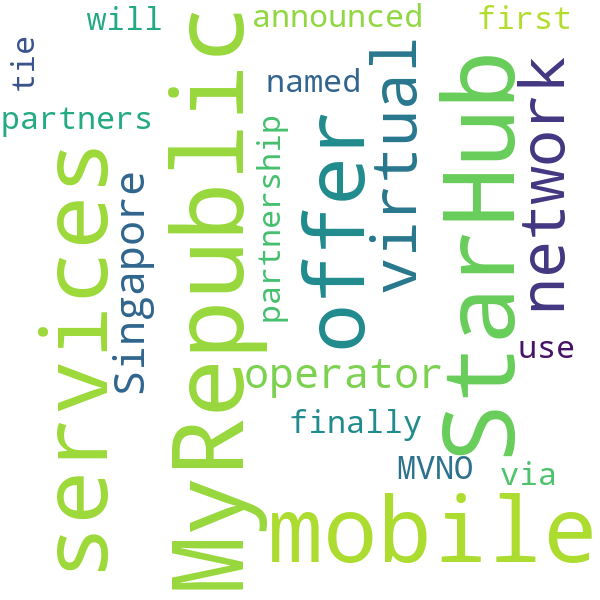 will
announced
first
tie
named
partners
MyRepublic
StarHub
virtual
network
offer
partnership
services
Singapore
use
operator
finally
MVNO
via
mobile